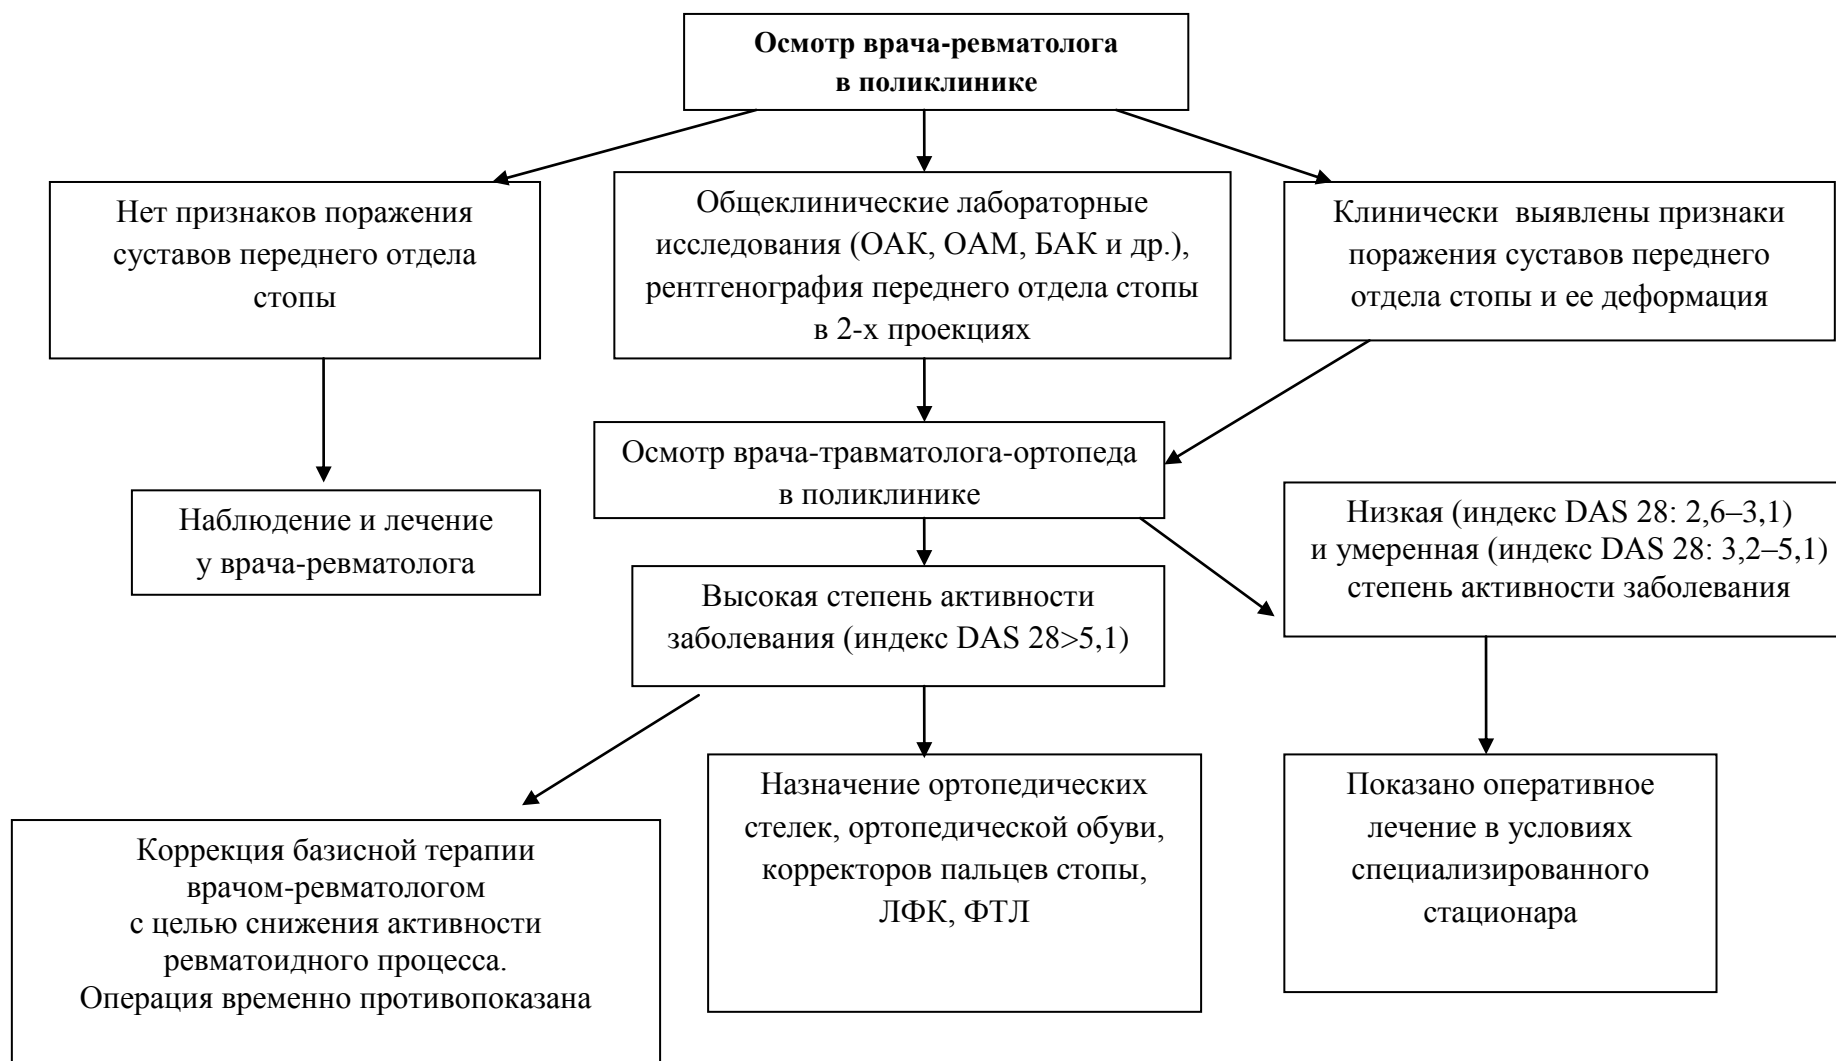 Осмотр врача-ревматолога
в поликлинике
Нет признаков поражения
суставов переднего отдела
стопы
Общеклинические лабораторные
исследования (ОАК, ОАМ, БАК и др.),
рентгенография переднего отдела стопы
в 2-х проекциях
Клинически выявлены признаки
поражения суставов переднего
отдела стопы и ее деформация
Осмотр врача-травматолога-ортопеда
в поликлинике
Наблюдение и лечение
у врача-ревматолога
Низкая (индекс DAS 28: 2,6–3,1)
и умеренная (индекс DAS 28: 3,2–5,1)
степень активности заболевания
Высокая степень активности
заболевания (индекс DAS 28>5,1)
Коррекция базисной терапии
врачом-ревматологом
с целью снижения активности
ревматоидного процесса.
Операция временно противопоказана
Назначение ортопедических
стелек, ортопедической обуви,
корректоров пальцев стопы,
ЛФК, ФТЛ
Показано оперативное
лечение в условиях
специализированного
стационара